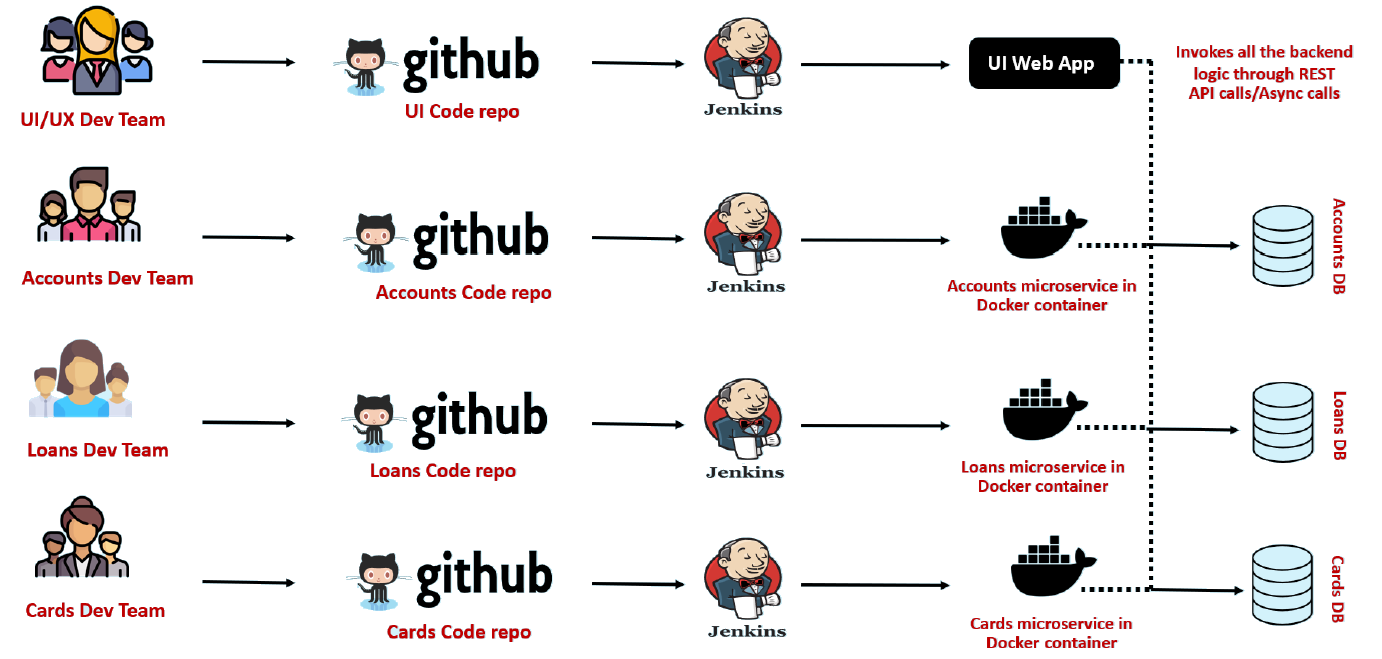 github
Jenkins
UI Web App
Invokes all the backend
logic through REST
API calls/Async calls
UI Code repo
UI/UX Dev Team
github
Jenkins
Accounts DB
Accounts Dev Team
Accounts Code repo
Accounts microservice in
Docker container
github
Jenkins
Loans DB
Loans Dev Team
Loans Code repo
Loans microservice in
Docker container
github
Jenkins
Cards DB
Cards Dev Team
Cards Code repo
Cards microservice in
Docker container